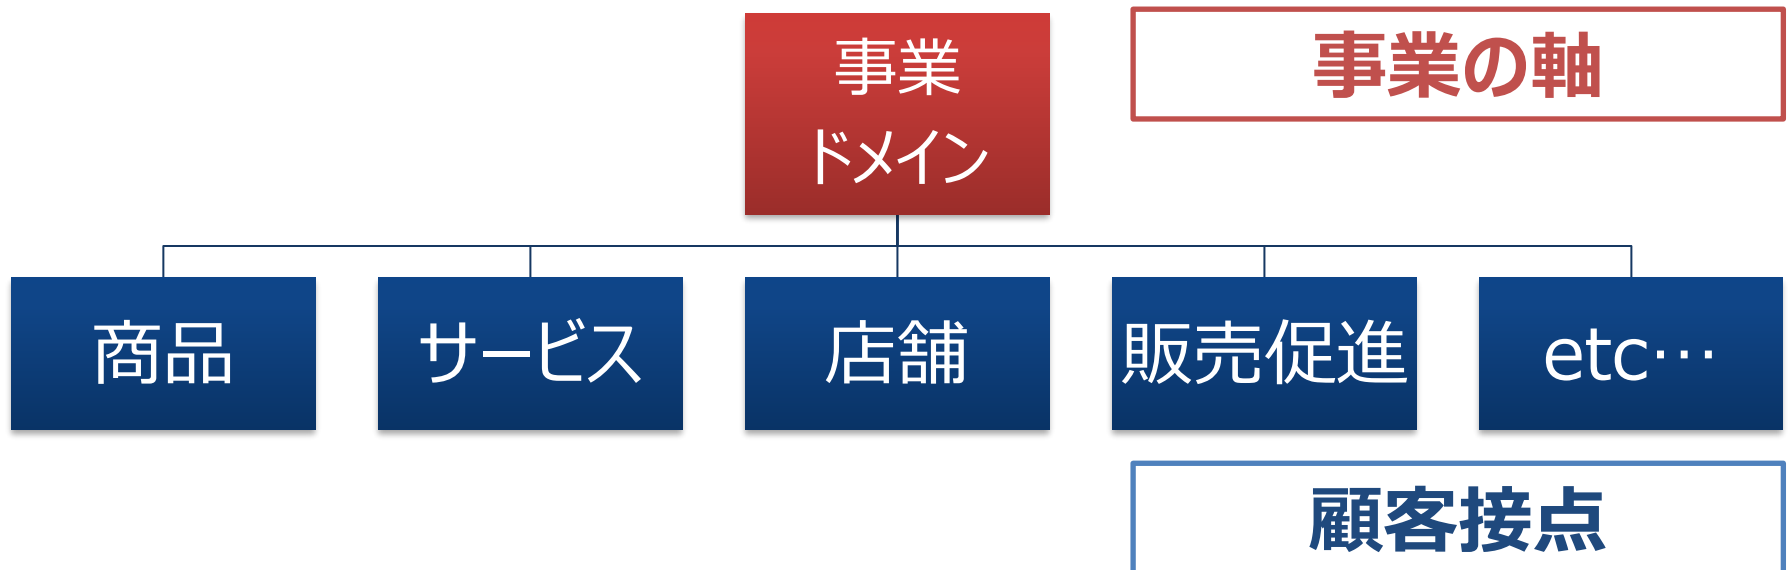 事業
ドメイン
事業の軸
商品
サービス
店舗
販売促進
etc…
顧客接点